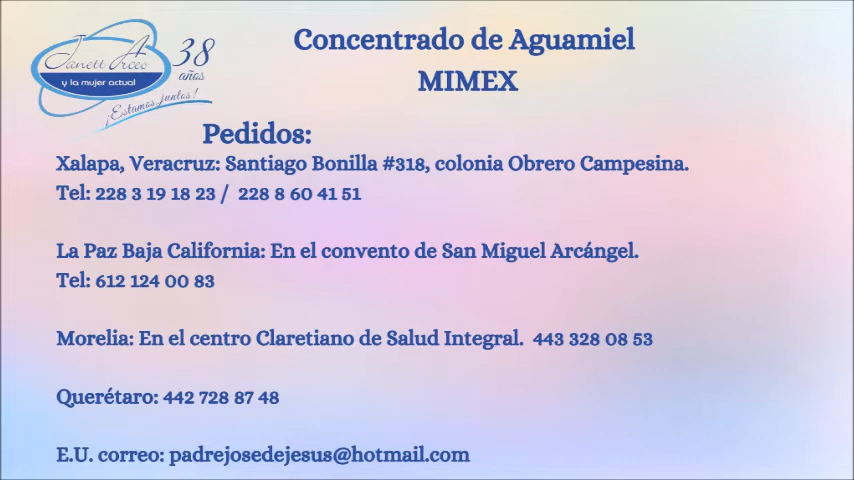 Janett Arceo
y la mujer actual
38
años
¡Estamos juntos!
Concentrado de Aguamiel
MIMEX
Pedidos:
Xalapa, Veracruz: Santiago Bonilla #318, colonia Obrero Campesina.
Tel: 228 3 19 18 23 / 228 8 60 41 51
La Paz Baja California: En el convento de San Miguel Arcángel.
Tel: 612 124 00 83
Morelia: En el centro Claretiano de Salud Integral. 443 328 08 53
Querétaro: 442 728 87 48
E.U. correo: padrejosedejesus@hotmail.com